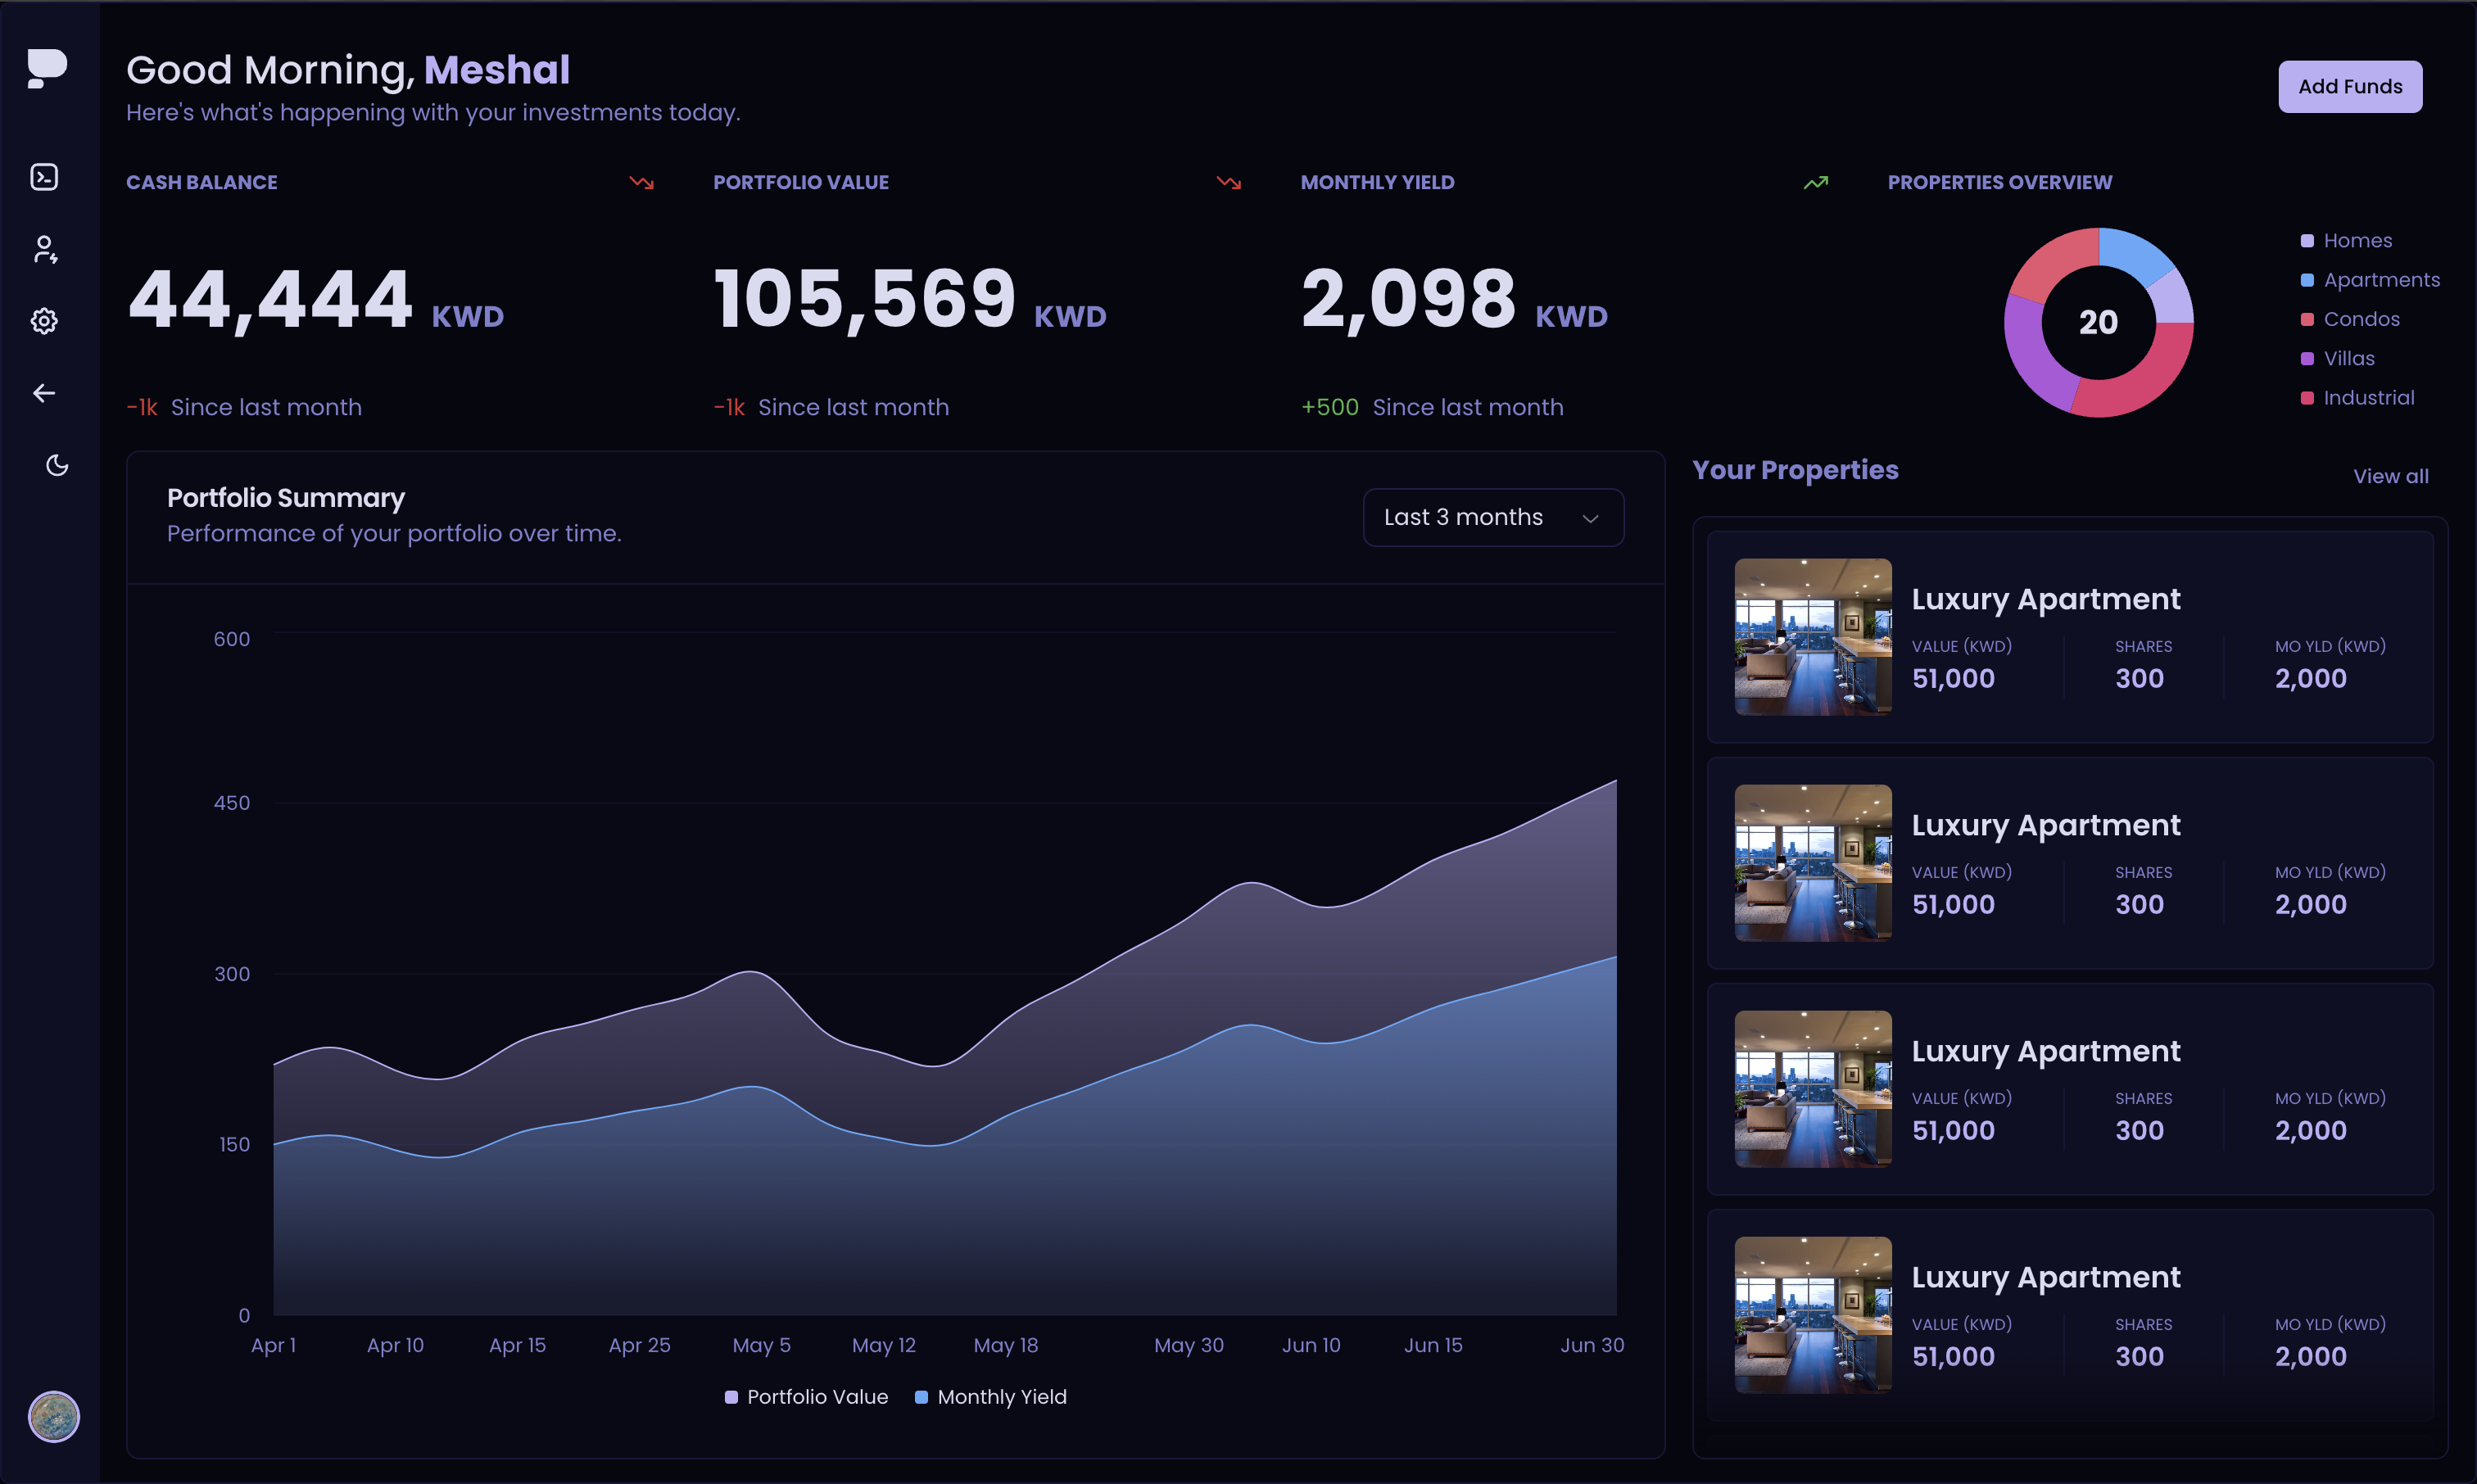 Good Morning, Meshal
Here's what's happening with your investments today.
Add Funds
CASH BALANCE
44,444 KWD
-1k Since last month
PORTFOLIO VALUE
105,569 KWD
-1k Since last month
MONTHLY YIELD
2,098 KWD
+500 Since last month
PROPERTIES OVERVIEW
20
Homes
Apartments
Condos
Villas
Industrial
Portfolio Summary
Performance of your portfolio over time.
Last 3 months
600
450
300
150
0
Apr 1 Apr 10 Apr 15 Apr 25 May 5 May 12 May 18 May 30 Jun 10 Jun 15 Jun 30
Portfolio Value Monthly Yield
Your Properties
View all
Luxury Apartment
VALUE (KWD) SHARES MO YLD (KWD)
51,000 300 2,000
Luxury Apartment
VALUE (KWD) SHARES MO YLD (KWD)
51,000 300 2,000
Luxury Apartment
VALUE (KWD) SHARES MO YLD (KWD)
51,000 300 2,000
Luxury Apartment
VALUE (KWD) SHARES MO YLD (KWD)
51,000 300 2,000